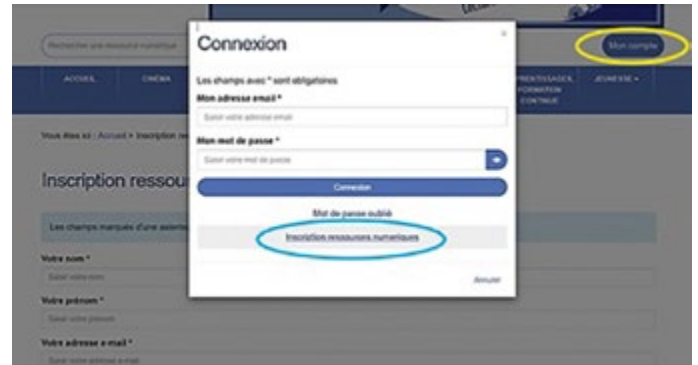 Rechercher une ressource numérique
Mon compte
ACCUEIL
CINÉMA
FORMATION
CONTINUE
JEUNESSE
Connexion
Les champs avec * sont obligatoires
Mon adresse email *
Saisir votre adresse email
Mon mot de passe *
Saisir votre mot de passe
Connexion
Mot de passe oublié
Inscription ressources numériques
Annuler
Vous êtes ici : Accueil > Inscription
Inscription
Les champs marqués d'une
Votre nom *
Saisir votre nom
Votre prénom *
Saisir votre prénom
Votre adresse e-mail *
Saisir votre adresse e-mail